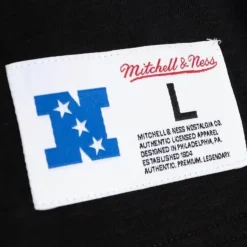 Mitchell & Ness
N
L
MITCHELL & NESS NOSTALGIA CO.
AUTHENTIC LICENSED APPAREL
DESIGNED IN PHILADELPHIA, PA.
ESTABLISHED 1904
AUTHENTIC, PREMIUM, LEGENDARY.